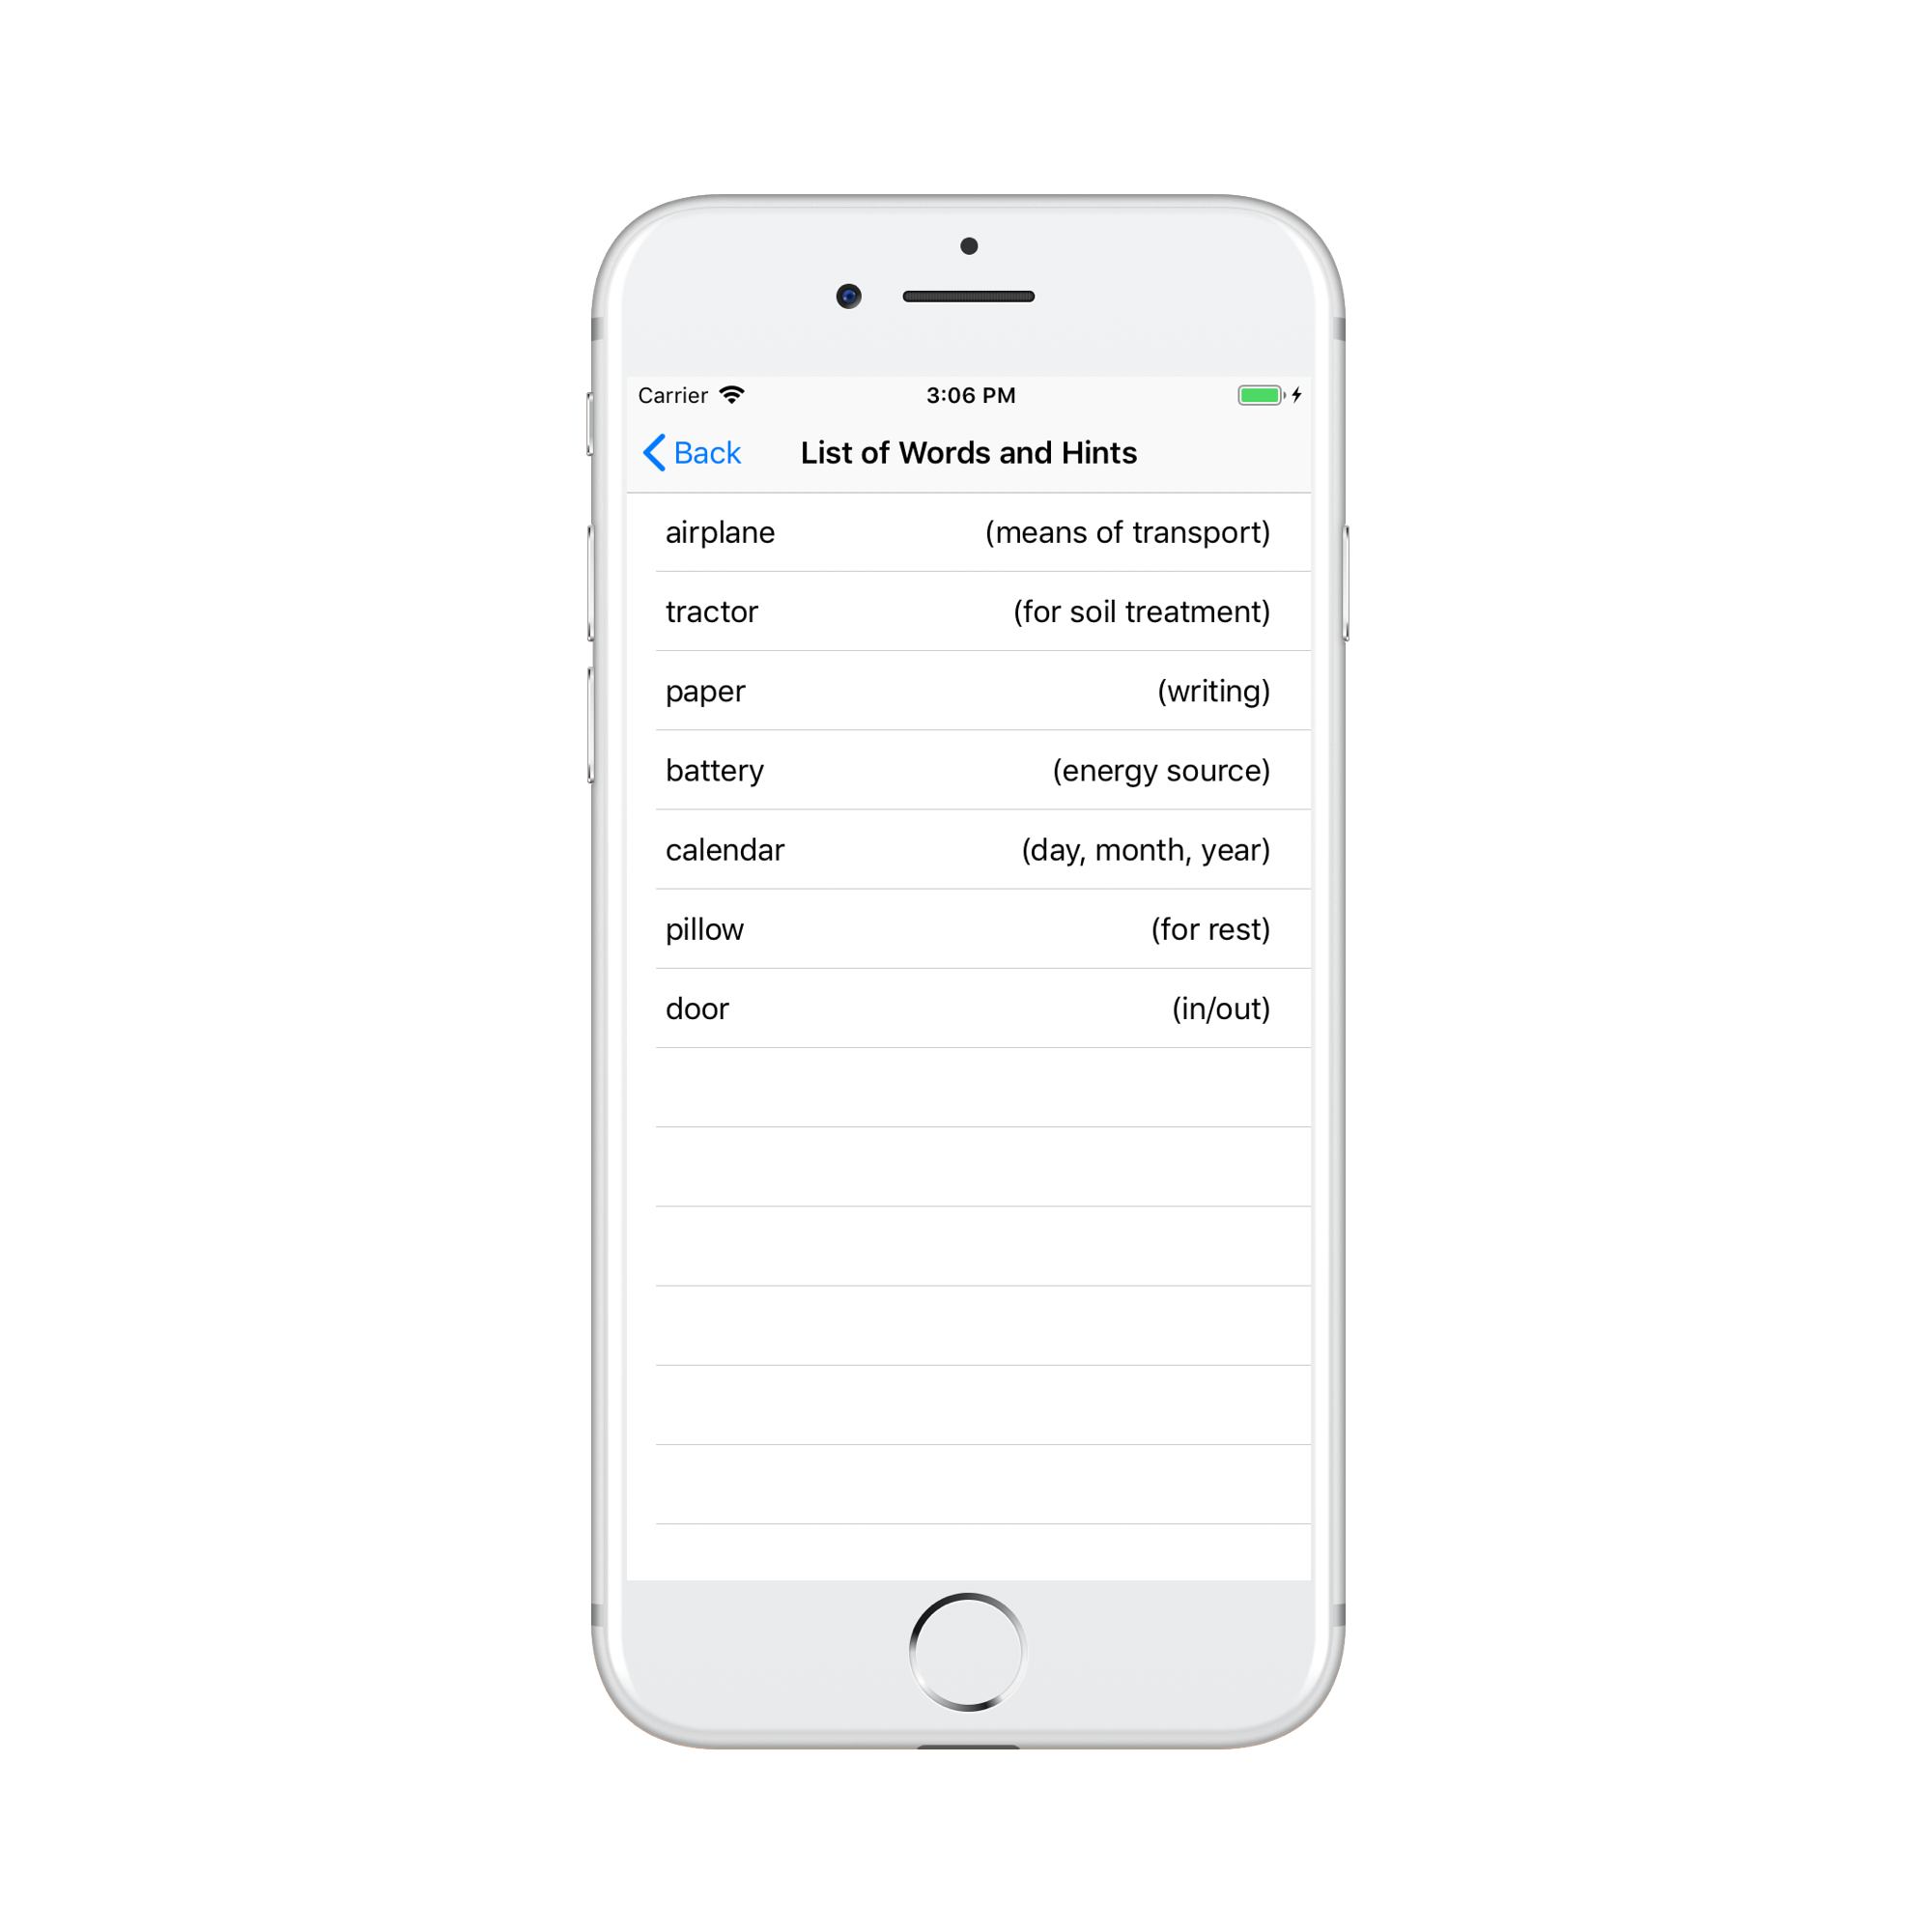 Carrier 3:06 PM
Back List of Words and Hints
airplane (means of transport)
tractor (for soil treatment)
paper (writing)
battery (energy source)
calendar (day, month, year)
pillow (for rest)
door (in/out)